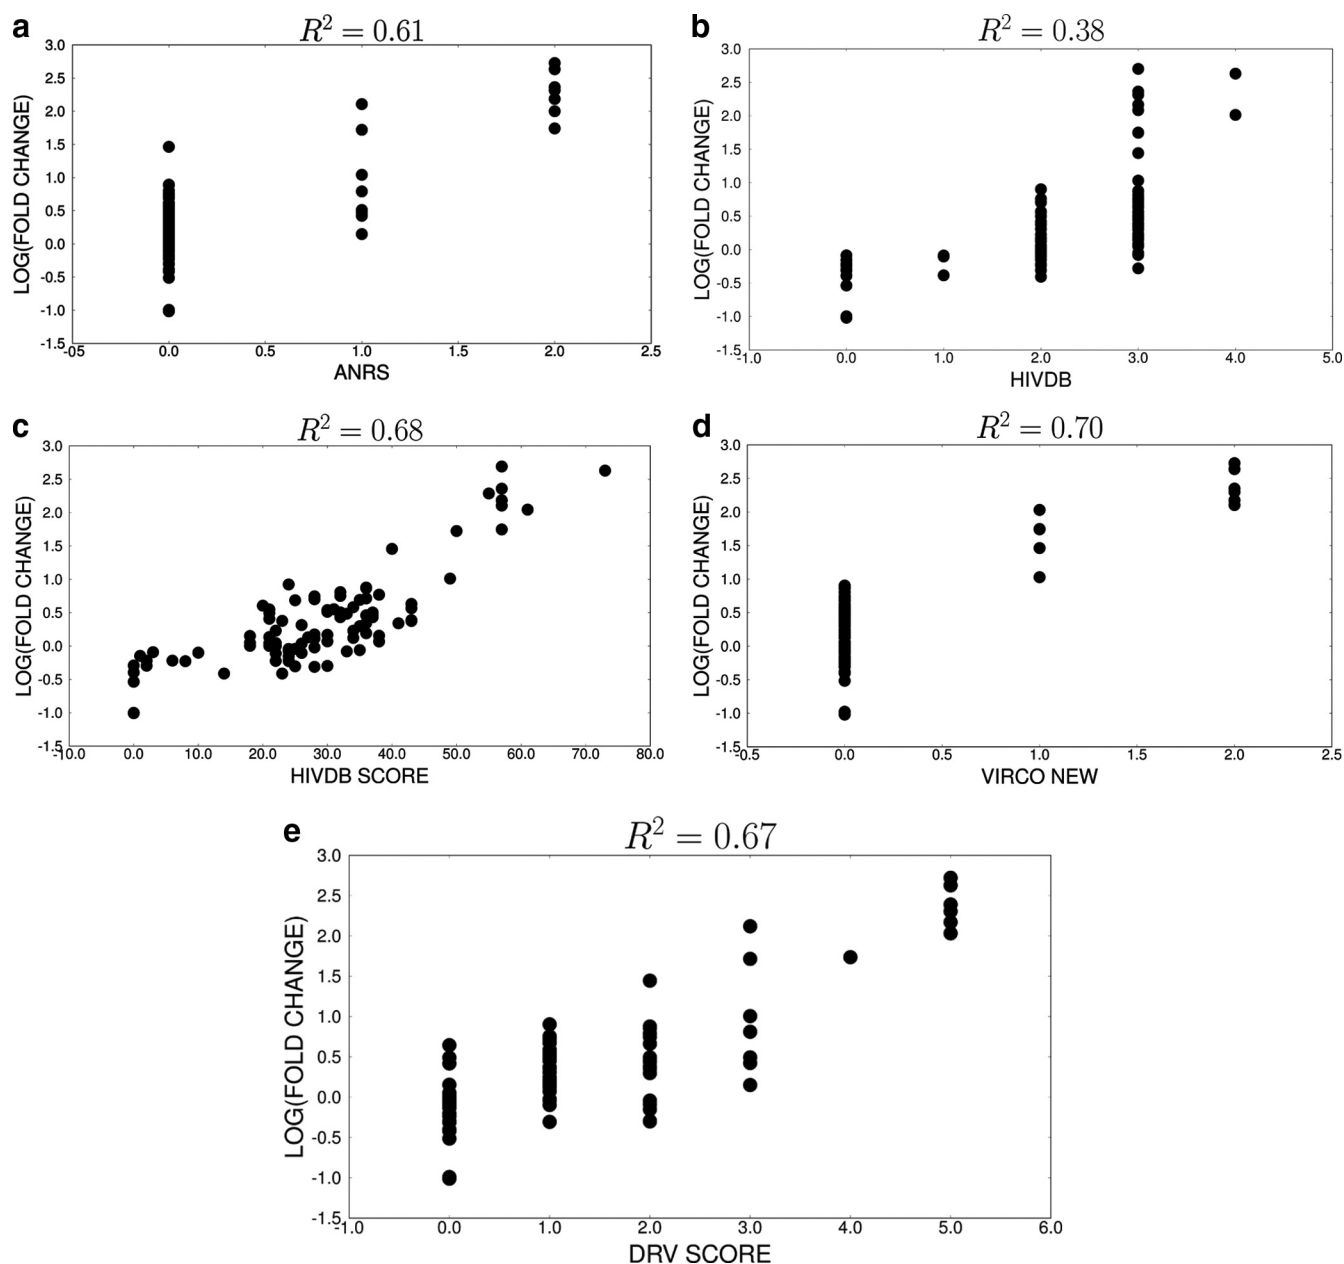 a
R² = 0.61
3.0
2.5
2.0
1.5
1.0
0.5
0.0
-0.5
-1.0
-1.5
LOG(FOLD CHANGE)
-0.5 0.0 0.5 1.0 1.5 2.0 2.5
ANRS
b
R² = 0.38
3.0
2.5
2.0
1.5
1.0
0.5
0.0
-0.5
-1.0
-1.5
LOG(FOLD CHANGE)
-1.0 0.0 1.0 2.0 3.0 4.0 5.0
HIVDB
c
R² = 0.68
3.0
2.5
2.0
1.5
1.0
0.5
0.0
-0.5
-1.0
-1.5
LOG(FOLD CHANGE)
-10.0 0.0 10.0 20.0 30.0 40.0 50.0 60.0 70.0 80.0
HIVDB SCORE
d
R² = 0.70
3.0
2.5
2.0
1.5
1.0
0.5
0.0
-0.5
-1.0
-1.5
LOG(FOLD CHANGE)
-0.5 0.0 0.5 1.0 1.5 2.0 2.5
VIRCO NEW
e
R² = 0.67
3.0
2.5
2.0
1.5
1.0
0.5
0.0
-0.5
-1.0
-1.5
LOG(FOLD CHANGE)
-1.0 0.0 1.0 2.0 3.0 4.0 5.0 6.0
DRV SCORE